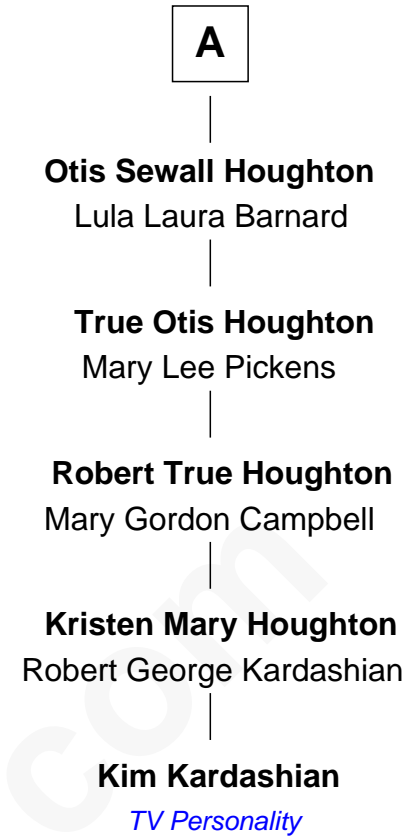 A
Otis Sewall Houghton
Lula Laura Barnard
True Otis Houghton
Mary Lee Pickens
Robert True Houghton
Mary Gordon Campbell
Kristen Mary Houghton
Robert George Kardashian
Kim Kardashian
TV Personality
com